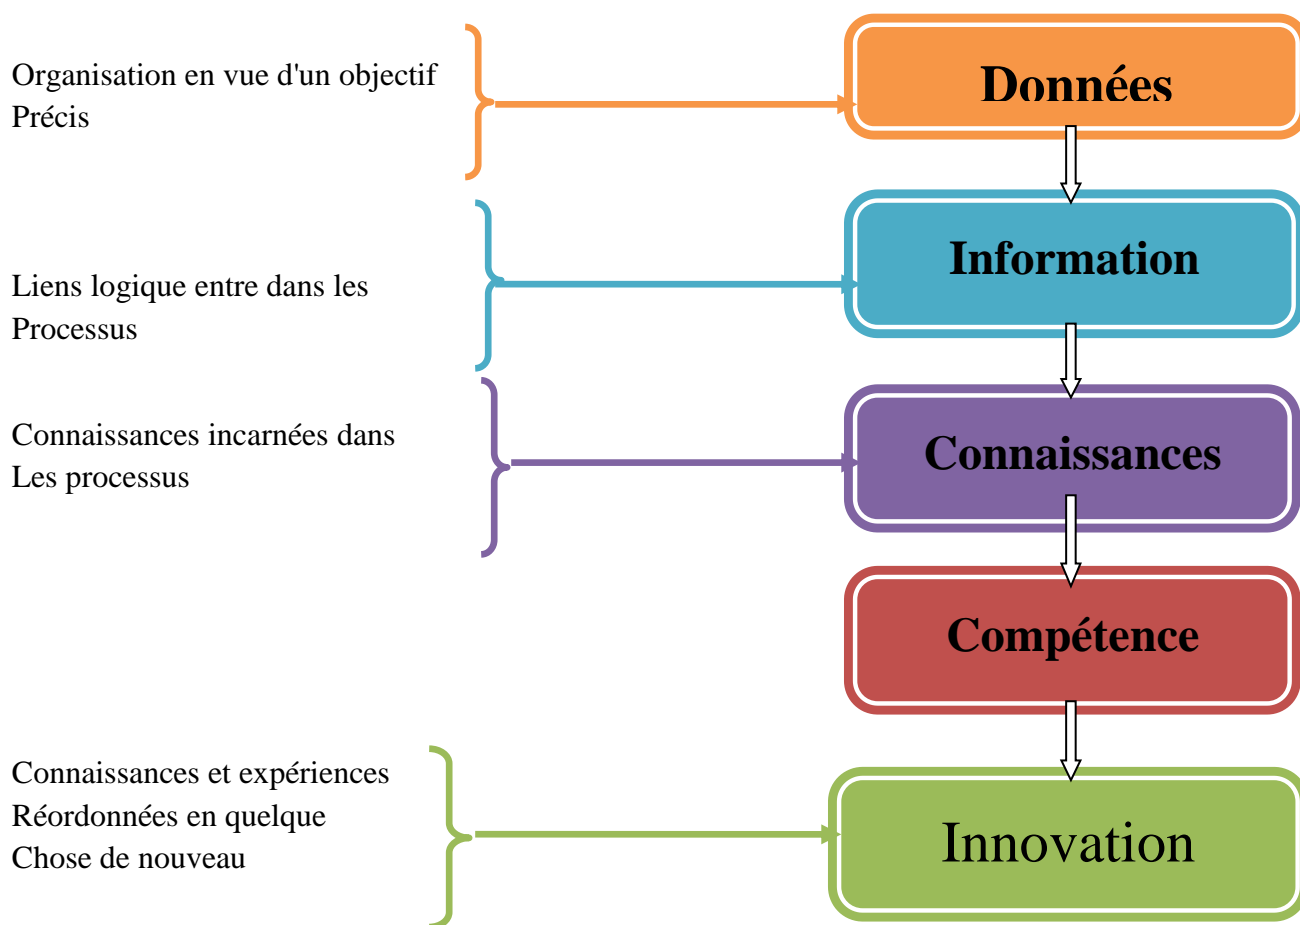 Organisation en vue d'un objectif
Précis
Données
Liens logique entre dans les
Processus
Information
Connaissances incarnées dans
Les processus
Connaissances
Compétence
Connaissances et expériences
Réordonnées en quelque
Chose de nouveau
Innovation